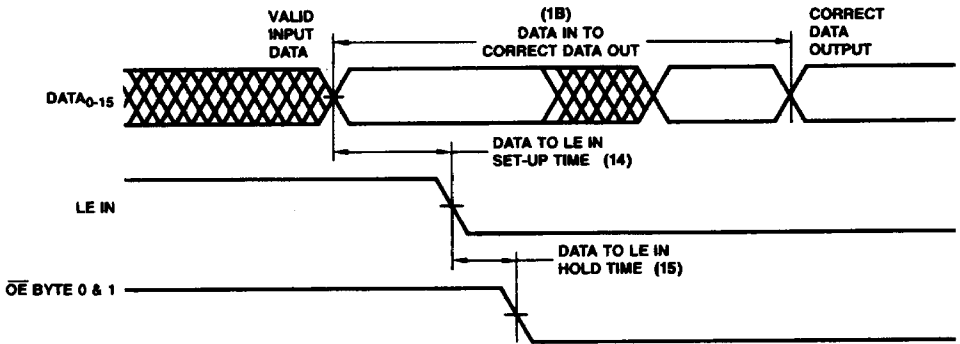 VALID
INPUT
DATA
(1B)
DATA IN TO
CORRECT DATA OUT
CORRECT
DATA
OUTPUT
DATA₀₋₁₅
DATA TO LE IN
SET-UP TIME (14)
LE IN
DATA TO LE IN
HOLD TIME (15)
O̅E̅ BYTE 0 & 1